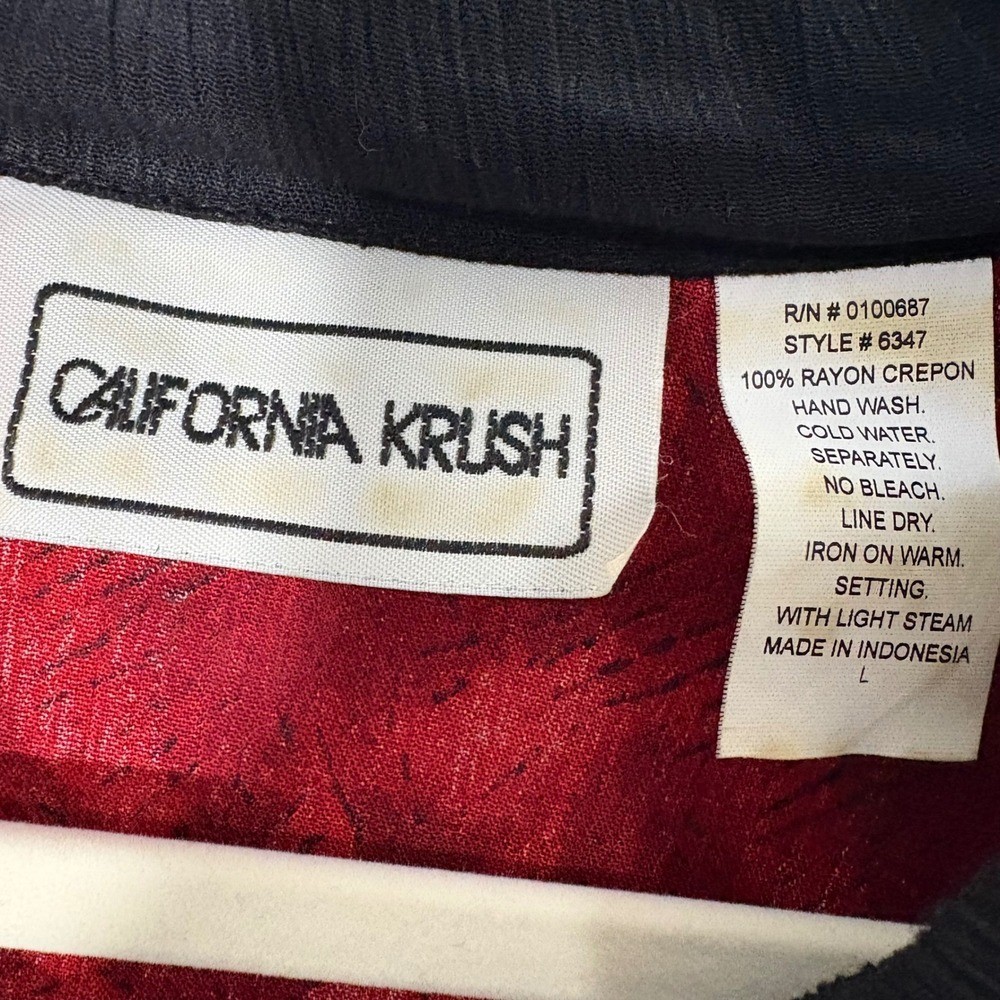 CALIFORNIA KRUSH
R/N # 0100687
STYLE # 6347
100% RAYON CREPON
HAND WASH.
COLD WATER.
SEPARATELY.
NO BLEACH.
LINE DRY.
IRON ON WARM.
SETTING.
WITH LIGHT STEAM
MADE IN INDONESIA
L